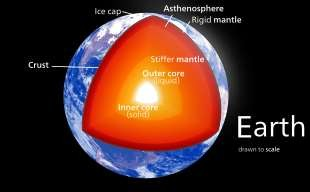 Ice cap
Asthenosphere
Rigid mantle
Crust
Stiffer mantle
Outer core
(liquid)
Inner core
(solid)
Earth
drawn to scale